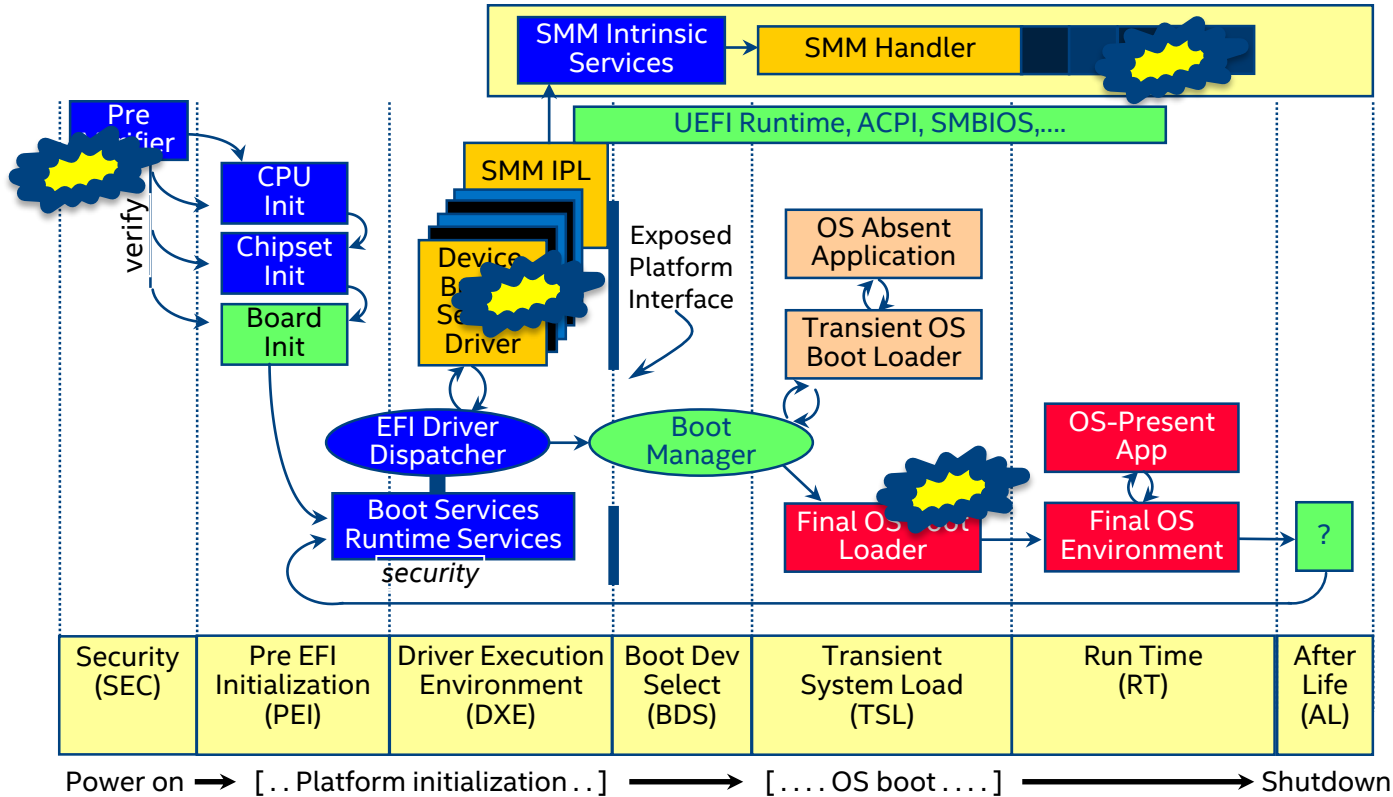 SMM Intrinsic
Services
SMM Handler
UEFI Runtime, ACPI, SMBIOS,....
Pre
verify
CPU
Init
Chipset
Init
Board
Init
SMM IPL
Device
Driver
Exposed
Platform
Interface
OS Absent
Application
Transient OS
Boot Loader
EFI Driver
Dispatcher
Boot
Manager
OS-Present
App
Boot Services
Runtime Services
security
Final OS
Loader
Final OS
Environment
?
Security
(SEC)
Pre EFI
Initialization
(PEI)
Driver Execution
Environment
(DXE)
Boot Dev
Select
(BDS)
Transient
System Load
(TSL)
Run Time
(RT)
After
Life
(AL)
Power on
[ . . Platform initialization . . ]
[ . . . . OS boot . . . . ]
Shutdown